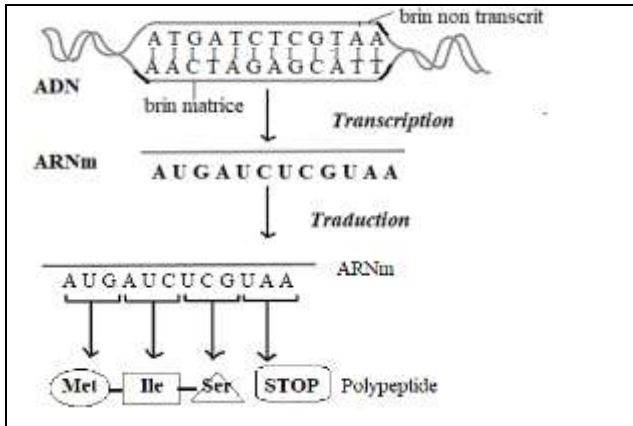 brin non transcrit
A T G A T C T C G T A A
A A C T A G A G C A T T
ADN
brin matrice
Transcription
ARNm
A U G A U C U C G U A A
Traduction
ARNm
A U G A U C U C G U A A
Met Ile Ser STOP Polypeptide